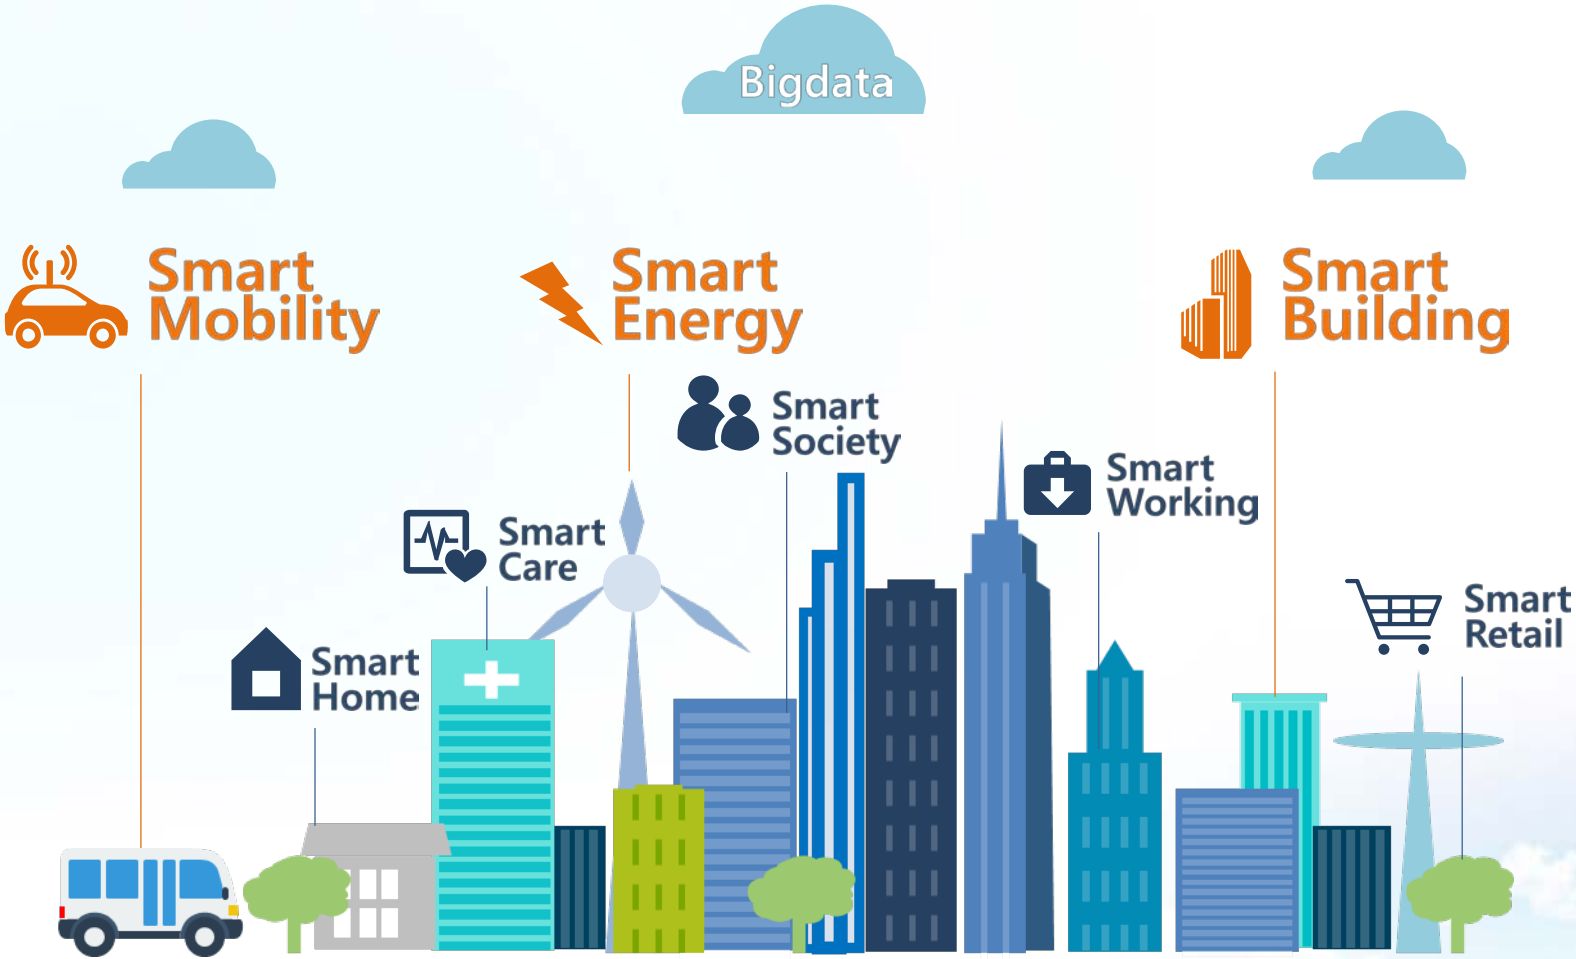 Bigdata
Smart
Mobility
Smart
Energy
Smart
Building
Smart
Society
Smart
Working
Smart
Care
Smart
Retail
Smart
Home